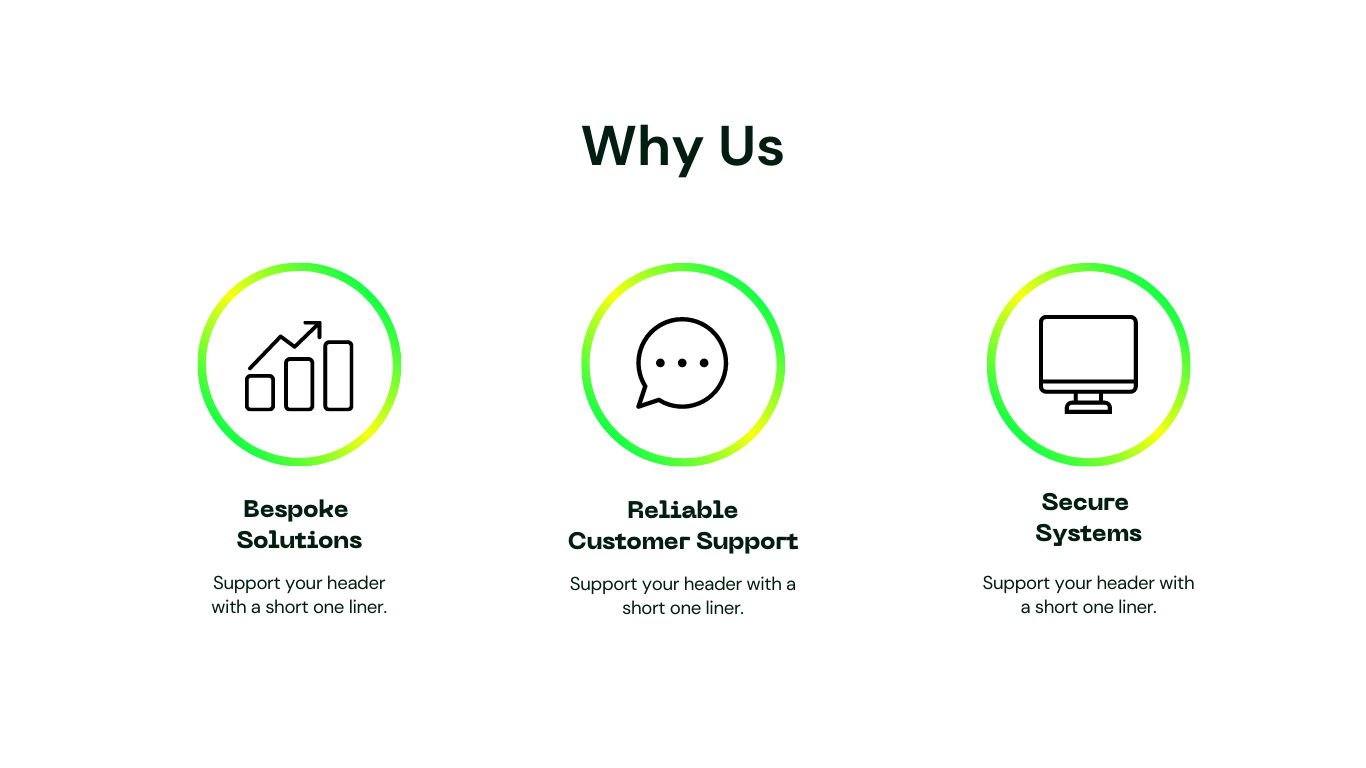 Why Us
Bespoke
Solutions
Support your header
with a short one liner.
Reliable
Customer Support
Support your header with a
short one liner.
Secure
Systems
Support your header with
a short one liner.